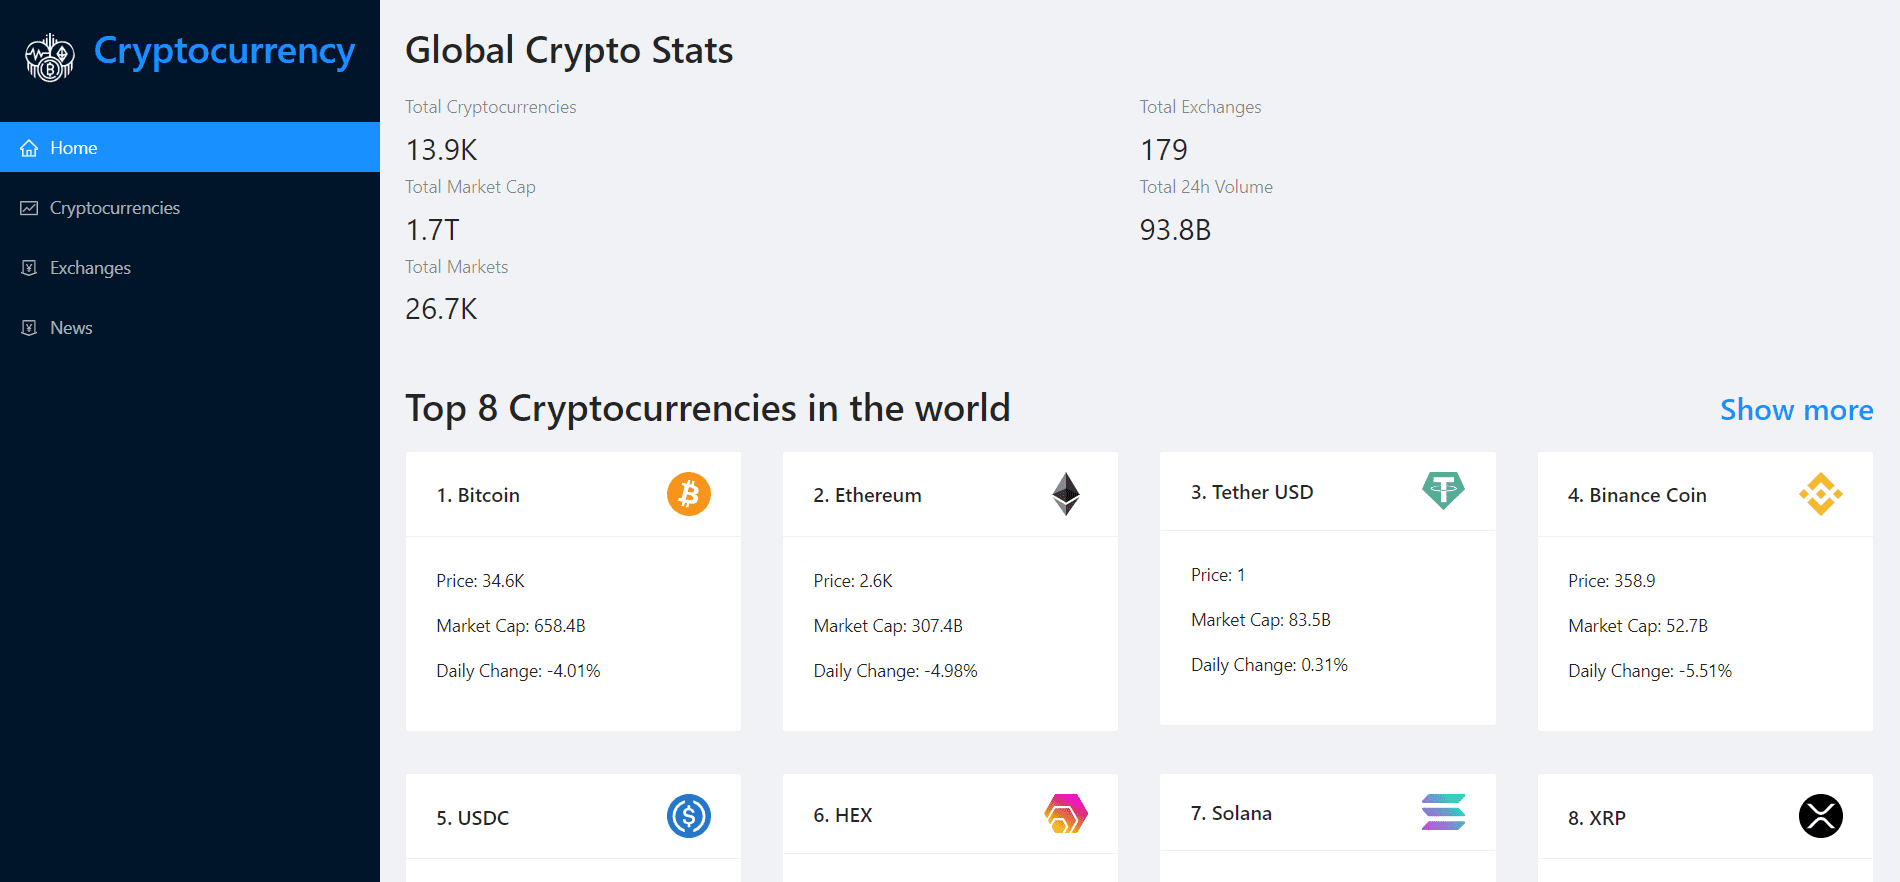 Cryptocurrency
Home
Cryptocurrencies
Exchanges
News
Global Crypto Stats
Total Cryptocurrencies
13.9K
Total Exchanges
179
Total Market Cap
1.7T
Total 24h Volume
93.8B
Total Markets
26.7K
Top 8 Cryptocurrencies in the world
Show more
1. Bitcoin
Price: 34.6K
Market Cap: 658.4B
Daily Change: -4.01%
2. Ethereum
Price: 2.6K
Market Cap: 307.4B
Daily Change: -4.98%
3. Tether USD
Price: 1
Market Cap: 83.5B
Daily Change: 0.31%
4. Binance Coin
Price: 358.9
Market Cap: 52.7B
Daily Change: -5.51%
5. USDC
6. HEX
7. Solana
8. XRP